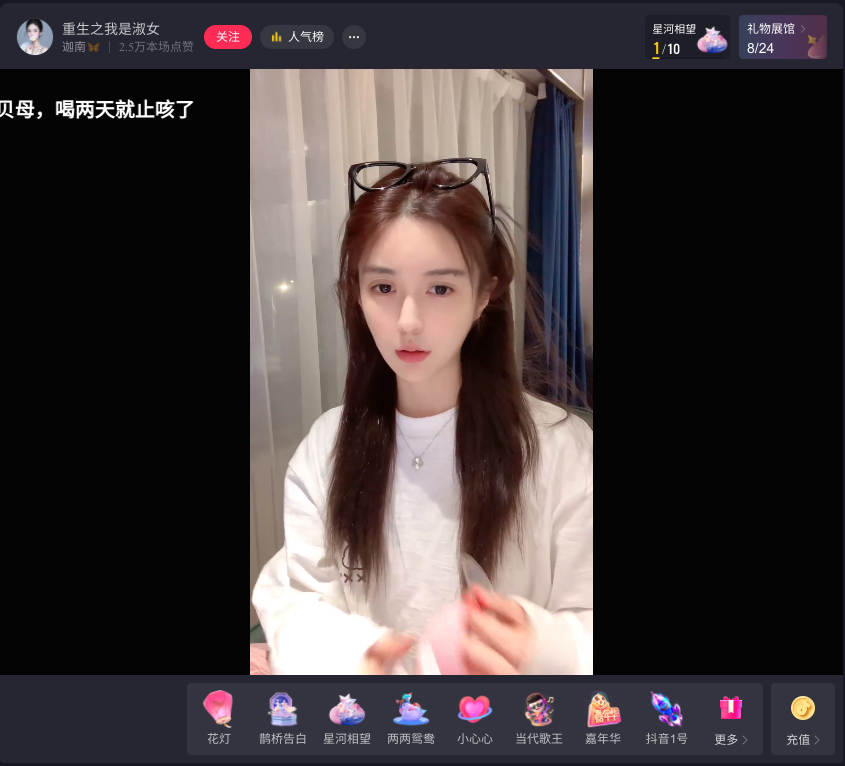 重生之我是淑女
迦南 | 2.5万本场点赞
关注
人气榜
星河相望
1/10
礼物展馆
8/24
贝母，喝两天就止咳了
花灯
鹊桥告白
星河相望
两两鸳鸯
小心心
当代歌王
嘉年华
嘉年华
抖音1号
更多
充值